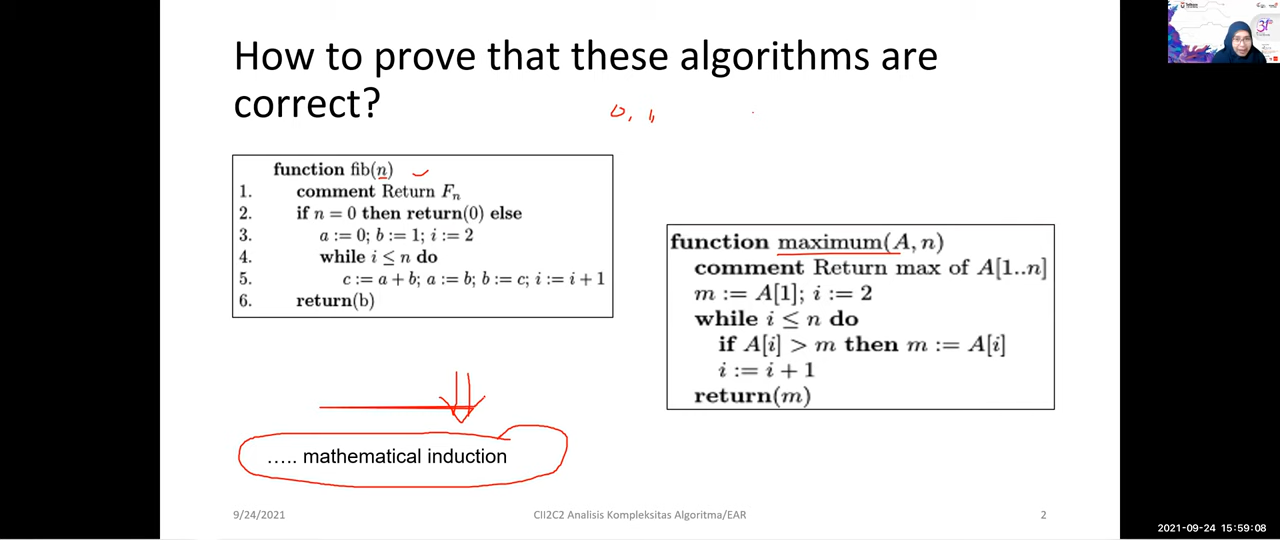 How to prove that these algorithms are
correct?
0, 1,
function fib(n)
1. comment Return Fₙ
2. if n = 0 then return(0) else
3. a := 0; b := 1; i := 2
4. while i ≤ n do
5. c := a + b; a := b; b := c; i := i + 1
6. return(b)
function maximum(A, n)
comment Return max of A[1..n]
m := A[1]; i := 2
while i ≤ n do
if A[i] > m then m := A[i]
i := i + 1
return(m)
..... mathematical induction
9/24/2021
CII2C2 Analisis Kompleksitas Algoritma/EAR
2
2021-09-24 15:59:08